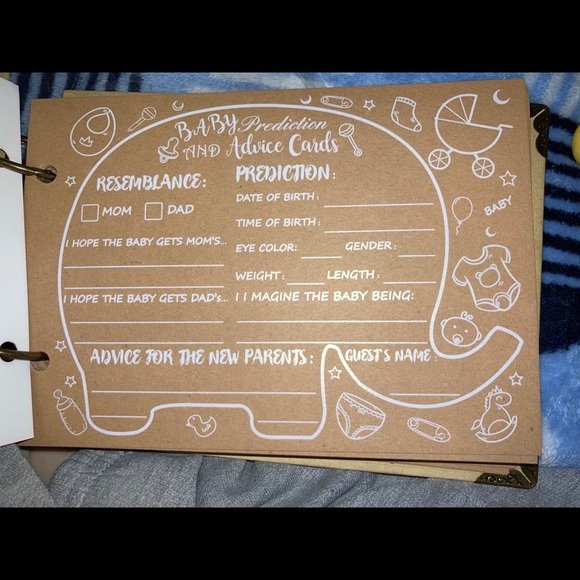 BABY Prediction
AND Advice Cards
RESEMBLANCE:
MOM DAD
I HOPE THE BABY GETS MOM'S...
I HOPE THE BABY GETS DAD's...
PREDICTION:
DATE OF BIRTH:
TIME OF BIRTH:
EYE COLOR: GENDER:
WEIGHT: LENGTH:
I I MAGINE THE BABY BEING:
ADVICE FOR THE NEW PARENTS:
GUEST'S NAME:
BABY